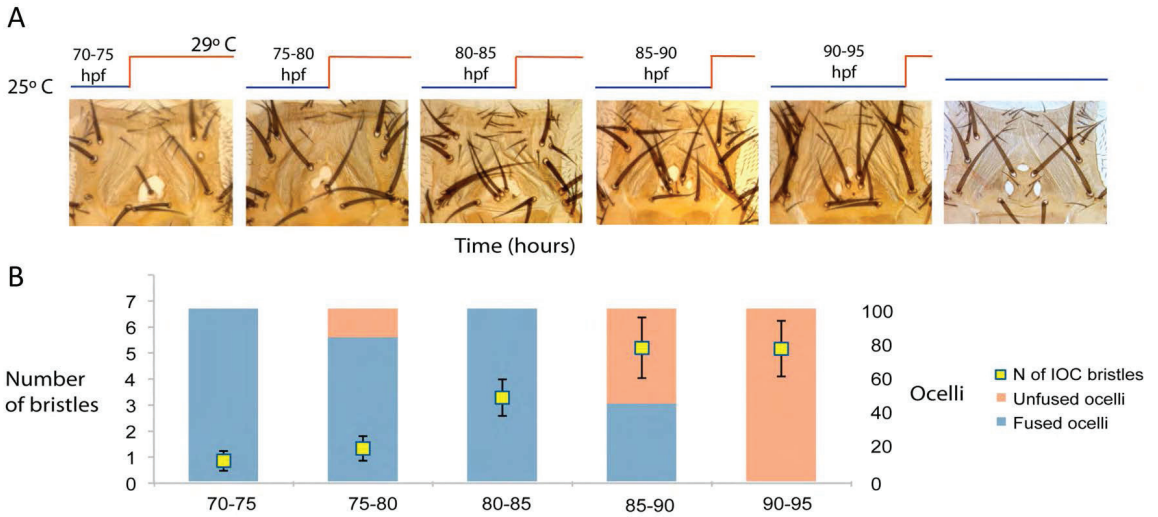 A
70-75 hpf
29º C
75-80 hpf
80-85 hpf
85-90 hpf
90-95 hpf
25º C
Time (hours)
B
Number of bristles
7
6
5
4
3
2
1
0
100
80
60
40
20
0
Ocelli
N of IOC bristles
Unfused ocelli
Fused ocelli
70-75
75-80
80-85
85-90
90-95